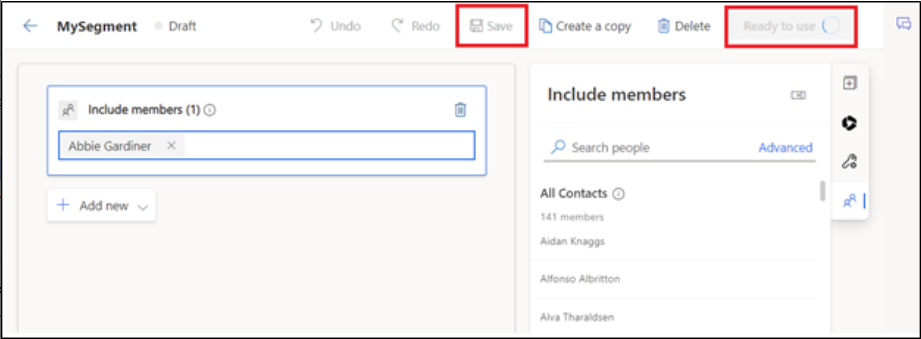 MySegment Draft Undo Redo Save Create a copy Delete Ready to use
Include members (1)
Abbie Gardiner
Add new
Include members
Search people Advanced
All Contacts
141 members
Aidan Knaggs
Alfonso Albritton
Alva Tharaldsen